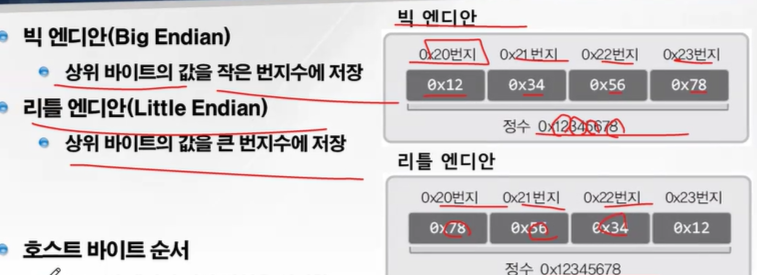 빅 엔디안(Big Endian)
상위 바이트의 값을 작은 번지수에 저장
리틀 엔디안(Little Endian)
상위 바이트의 값을 큰 번지수에 저장
호스트 바이트 순서
빅 엔디안
0x20번지 0x21번지 0x22번지 0x23번지
0x12 0x34 0x56 0x78
정수 0x12345678
리틀 엔디안
0x20번지 0x21번지 0x22번지 0x23번지
0x78 0x56 0x34 0x12
정수 0x12345678